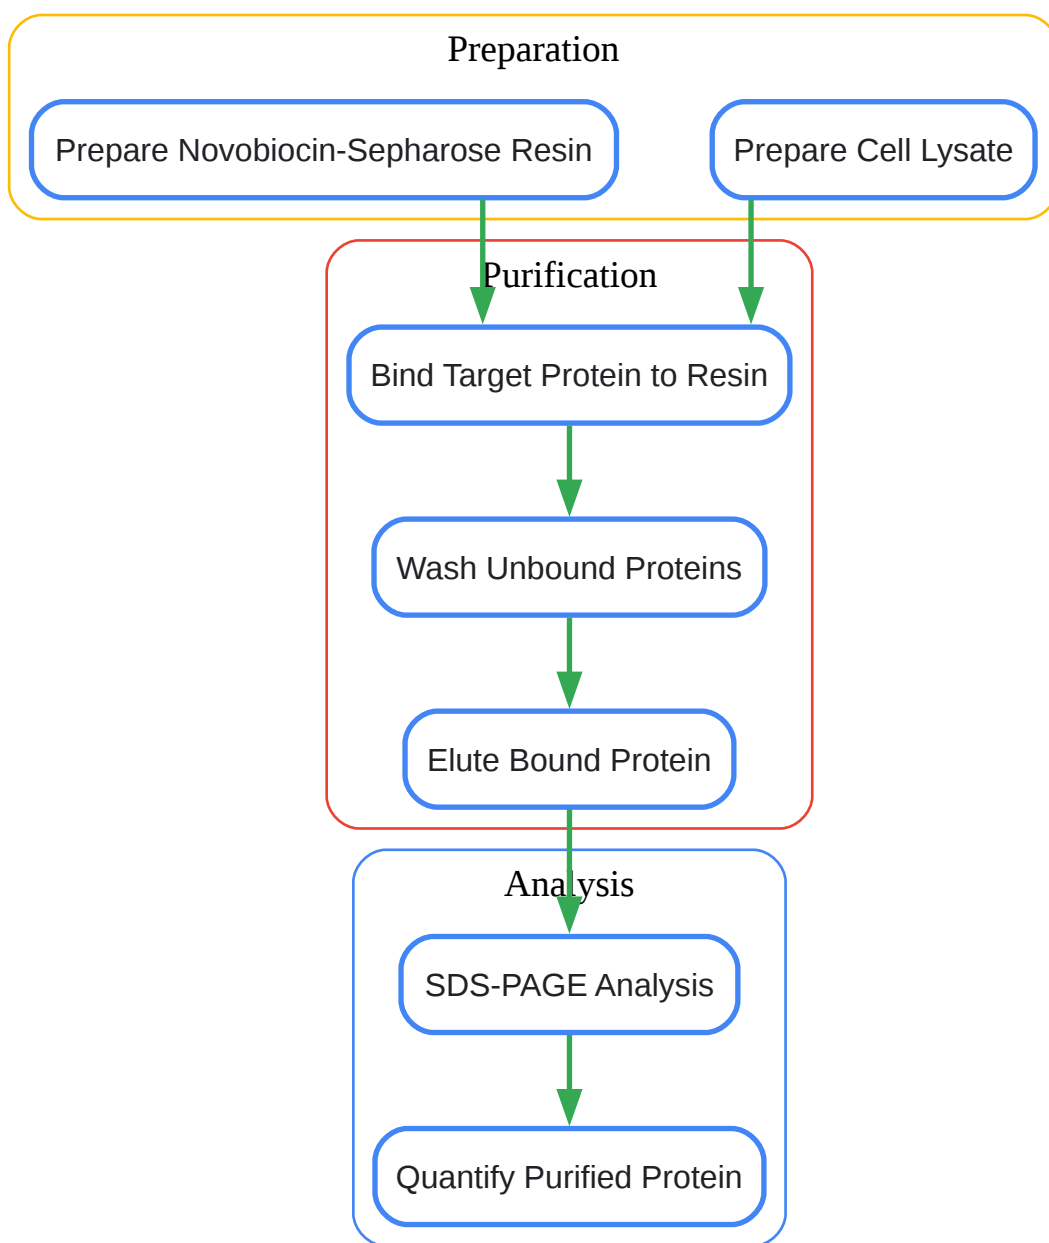 Preparation
Prepare Novobiocin-Sepharose Resin
Prepare Cell Lysate
Purification
Bind Target Protein to Resin
Wash Unbound Proteins
Elute Bound Protein
Analysis
SDS-PAGE Analysis
Quantify Purified Protein